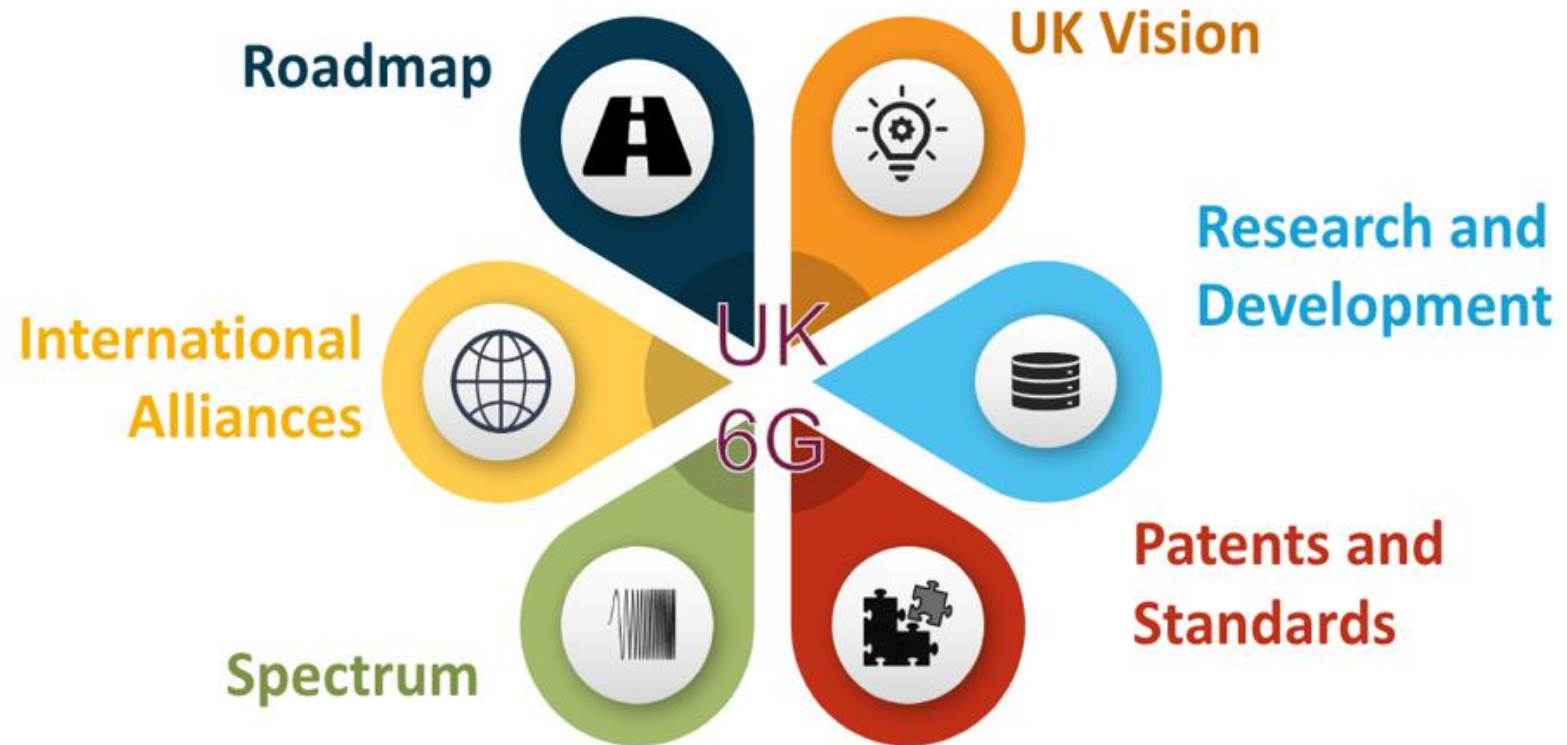 Roadmap
UK Vision
Research and
Development
International
Alliances
UK
6G
Patents and
Standards
Spectrum